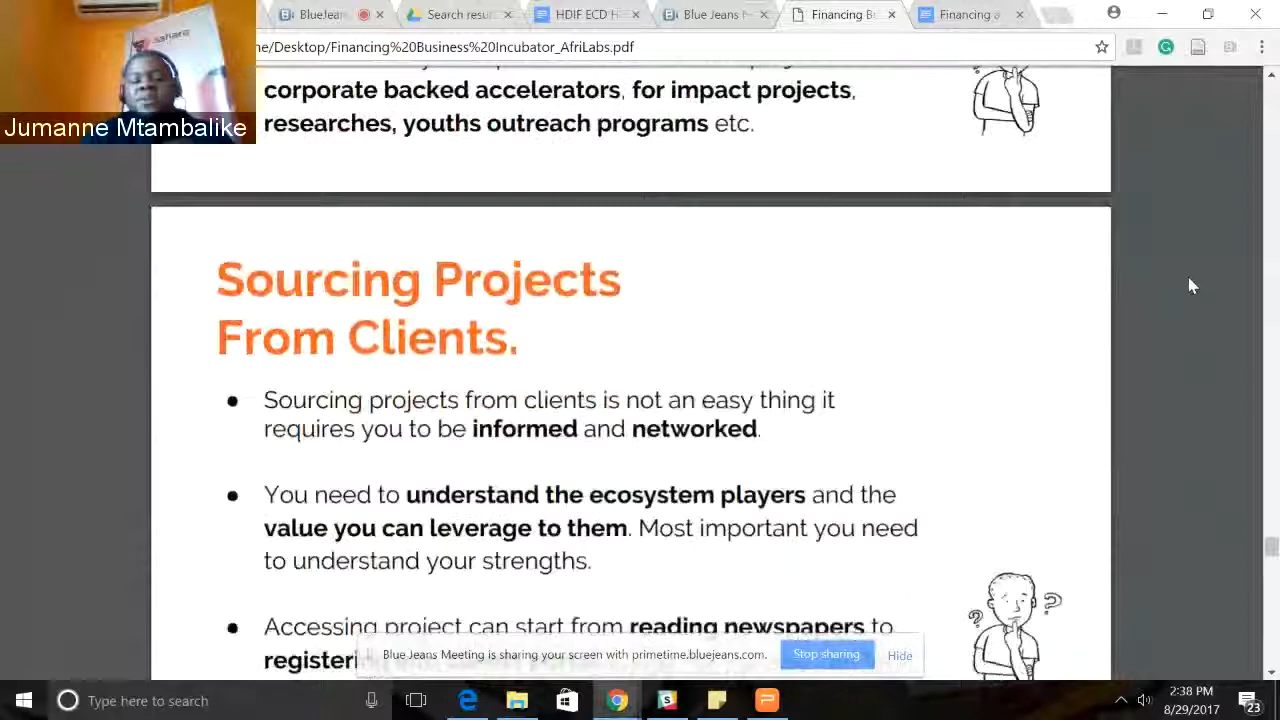 BlueJean
Search resu
HDIF ECD H
Blue Jeans
Financing Bu
Financing a
ne/Desktop/Financing%20Business%20Incubator_AfriLabs.pdf
sahara
Jumanne Mtambalike
corporate backed accelerators, for impact projects,
researches, youths outreach programs etc.
Sourcing Projects
From Clients.
● Sourcing projects from clients is not an easy thing it
requires you to be informed and networked.
● You need to understand the ecosystem players and the
value you can leverage to them. Most important you need
to understand your strengths.
● Accessing project can start from reading newspapers to
registeri
Blue Jeans Meeting is sharing your screen with primetime.bluejeans.com.
Stop sharing
Hide
Type here to search
2:38 PM
8/29/2017
23